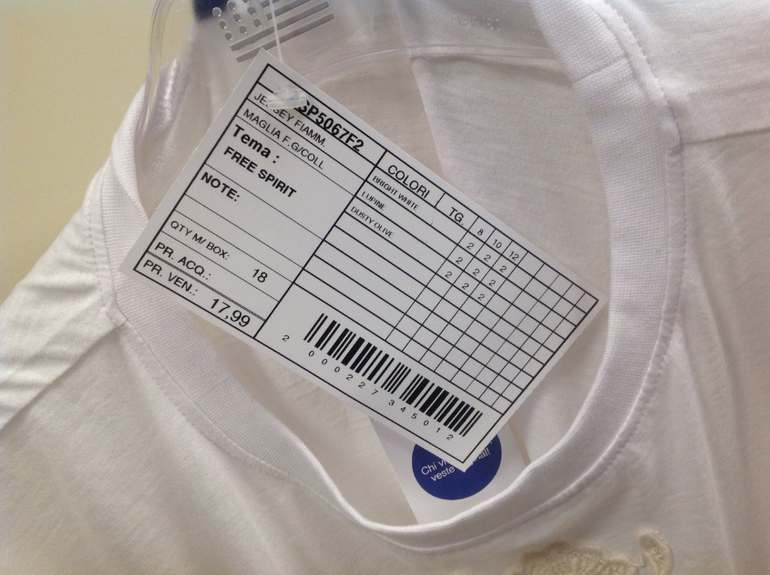 SP5067F2
JERSEY FIAMM.
MAGLIA F.G/COLL
Tema :
FREE SPIRIT
NOTE:
QTY M/ BOX: 18
PR. ACQ.:
PR. VEN.: 17,99
COLORI TG. 8 10 12
BRIGHT WHITE 2 2 2
LUPINE 2 2 2
DUSTY OLIVE 2 2 2
2 000227 345012
Chi
veste